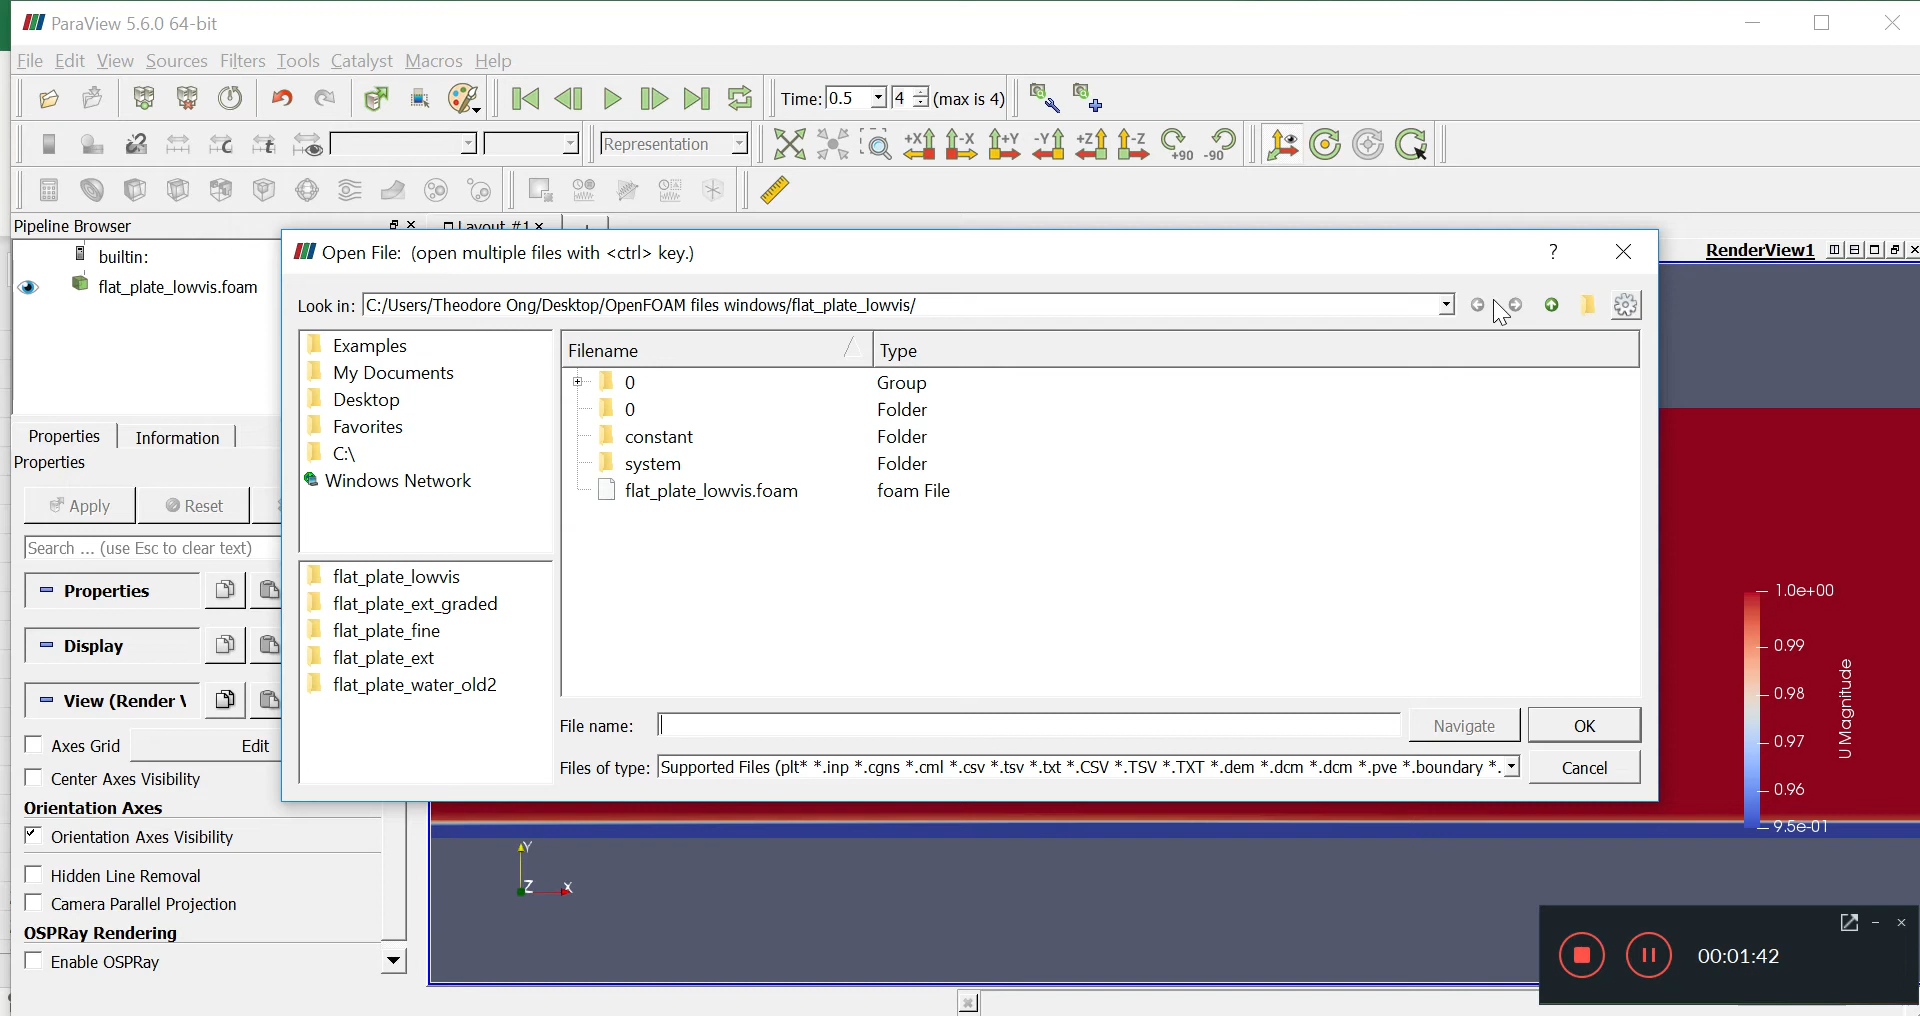 ParaView 5.6.0 64-bit
File Edit View Sources Filters Tools Catalyst Macros Help
Time: 0.5 4 (max is 4)
Representation +X -X +Y -Y +Z -Z +90 -90
Pipeline Browser Layout #1
builtin:
flat_plate_lowvis.foam
RenderView1
Open File: (open multiple files with <ctrl> key.) ?
Look in: C:/Users/Theodore Ong/Desktop/OpenFOAM files windows/flat_plate_lowvis/
Examples
My Documents
Desktop
Favorites
C:\
Windows Network
Filename Type
0 Group
0 Folder
constant Folder
system Folder
flat_plate_lowvis.foam foam File
flat_plate_lowvis
flat_plate_ext_graded
flat_plate_fine
flat_plate_ext
flat_plate_water_old2
File name: Navigate OK
Files of type: Supported Files (plt* *.inp *.cgns *.cml *.csv *.tsv *.txt *.CSV *.TSV *.TXT *.dem *.dcm *.dcm *.pve *.boundary *. Cancel
Properties Information
Properties
Apply Reset
Search ... (use Esc to clear text)
Properties
Display
View (Render V
Axes Grid Edit
Center Axes Visibility
Orientation Axes
Orientation Axes Visibility
Hidden Line Removal
Camera Parallel Projection
OSPRay Rendering
Enable OSPRay
1.0e+00
0.99
0.98
0.97
0.96
9.5e-01
U Magnitude
Y
Z X
00:01:42